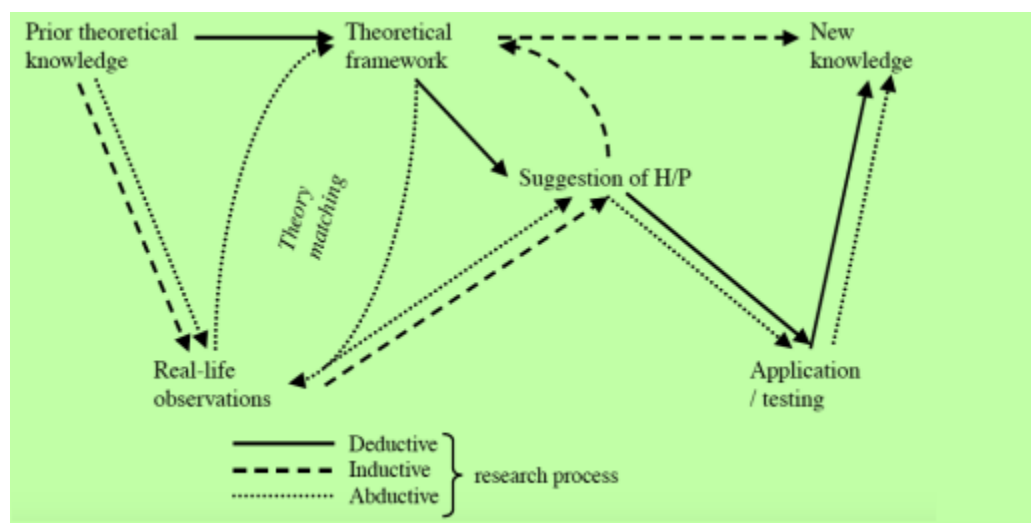 Prior theoretical
knowledge
Theoretical
framework
New
knowledge
Suggestion of H/P
Theory
matching
Real-life
observations
Application
/ testing
Deductive
Inductive
Abductive
research process